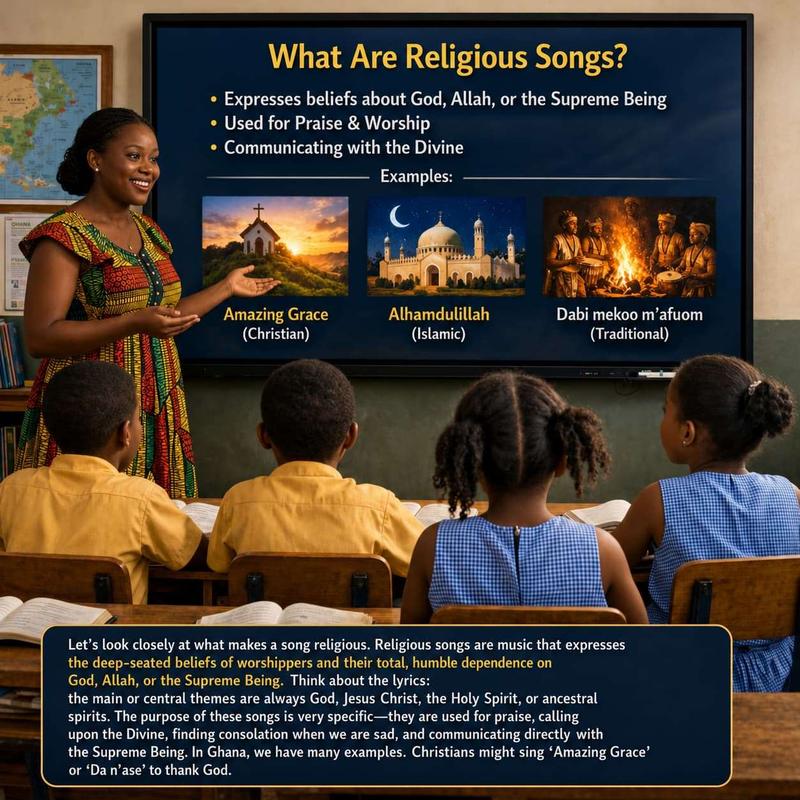 What Are Religious Songs?
• Expresses beliefs about God, Allah, or the Supreme Being
• Used for Praise & Worship
• Communicating with the Divine
Examples:
Amazing Grace
(Christian)
Alhamdulillah
(Islamic)
Dabi mekoo m'afuom
(Traditional)
Let's look closely at what makes a song religious. Religious songs are music that expresses
the deep-seated beliefs of worshippers and their total, humble dependence on
God, Allah, or the Supreme Being. Think about the lyrics:
the main or central themes are always God, Jesus Christ, the Holy Spirit, or ancestral
spirits. The purpose of these songs is very specific—they are used for praise, calling
upon the Divine, finding consolation when we are sad, and communicating directly with
the Supreme Being. In Ghana, we have many examples. Christians might sing 'Amazing Grace'
or 'Da n'ase' to thank God.